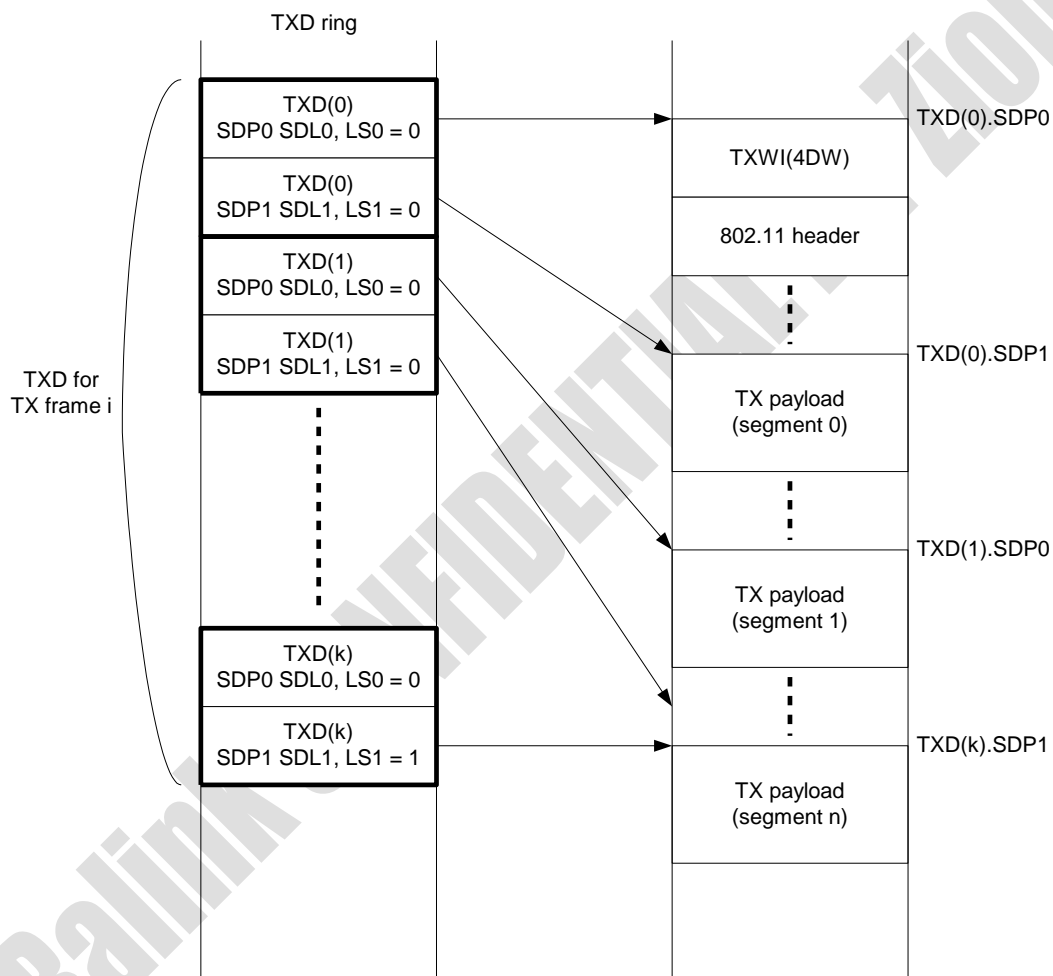 TXD ring
TXD(0)
SDP0 SDL0, LS0 = 0
TXD(0)
SDP1 SDL1, LS1 = 0
TXD(1)
SDP0 SDL0, LS0 = 0
TXD(1)
SDP1 SDL1, LS1 = 0
TXD for
TX frame i
TXD(k)
SDP0 SDL0, LS0 = 0
TXD(k)
SDP1 SDL1, LS1 = 1
TXWI(4DW)
802.11 header
TX payload
(segment 0)
TX payload
(segment 1)
TX payload
(segment n)
TXD(0).SDP0
TXD(0).SDP1
TXD(1).SDP0
TXD(k).SDP1